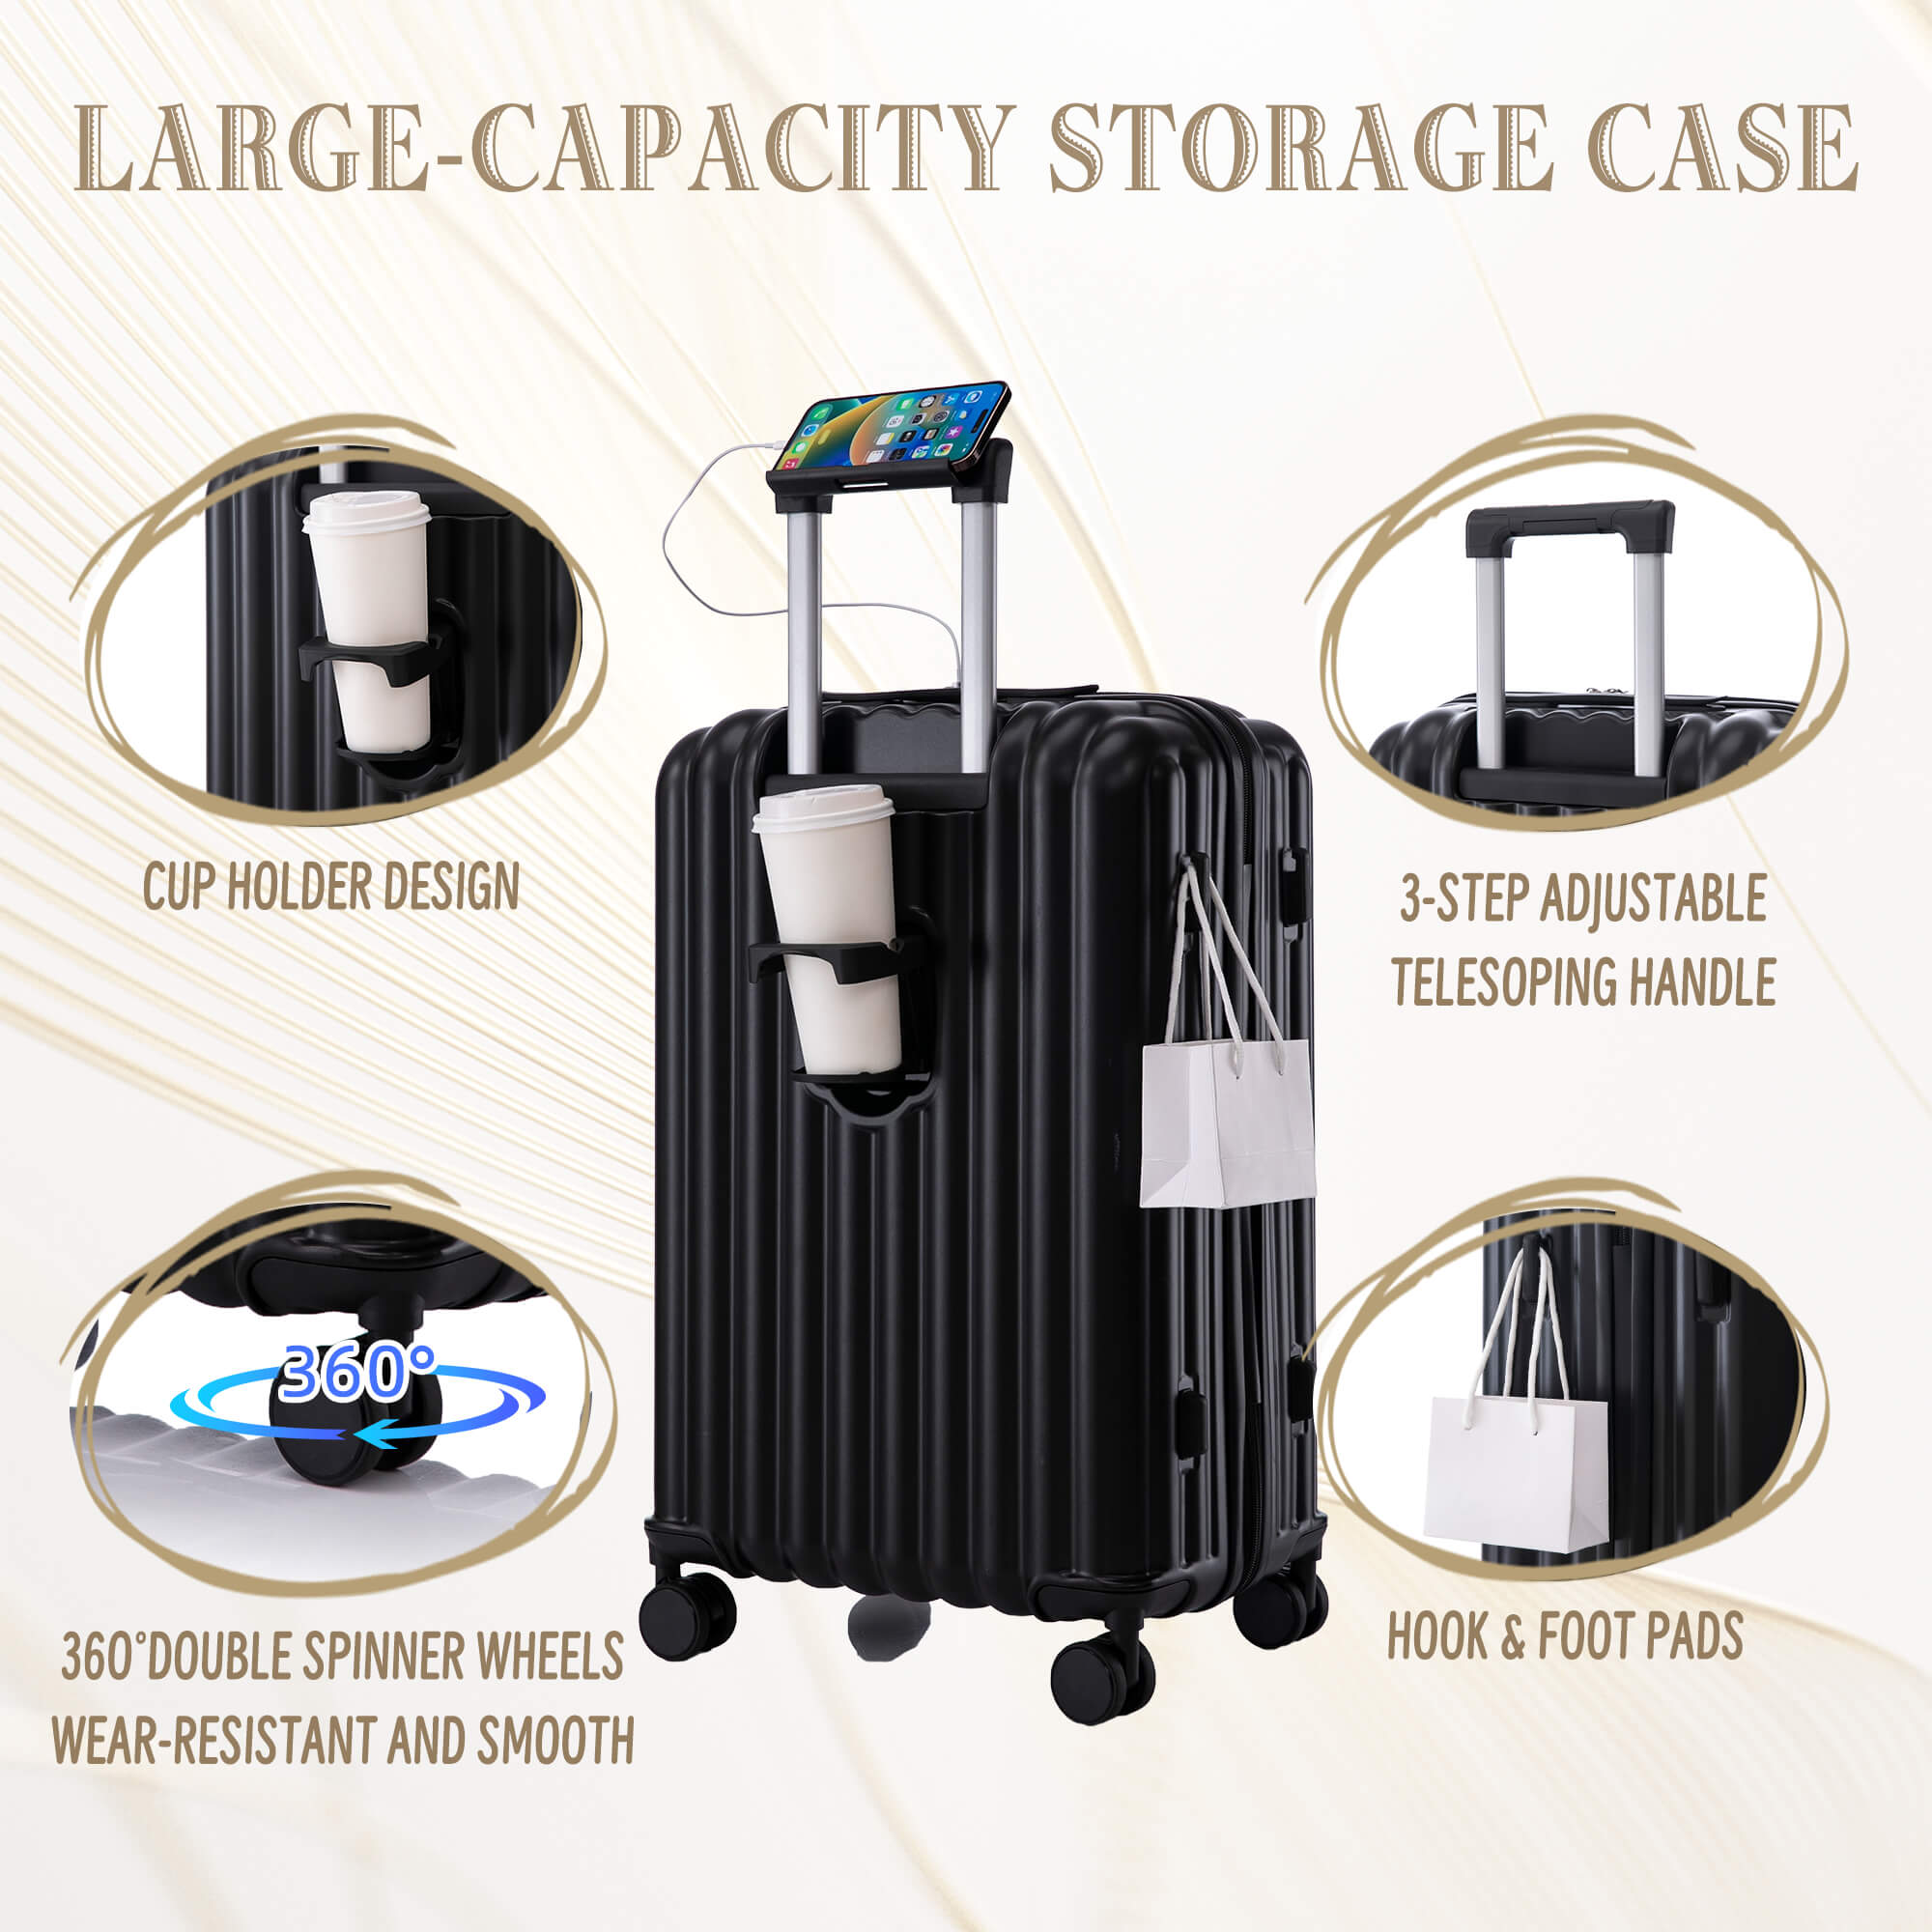 LARGE-CAPACITY STORAGE CASE
CUP HOLDER DESIGN
3-STEP ADJUSTABLE
TELESOPING HANDLE
360°
360°DOUBLE SPINNER WHEELS
WEAR-RESISTANT AND SMOOTH
HOOK & FOOT PADS